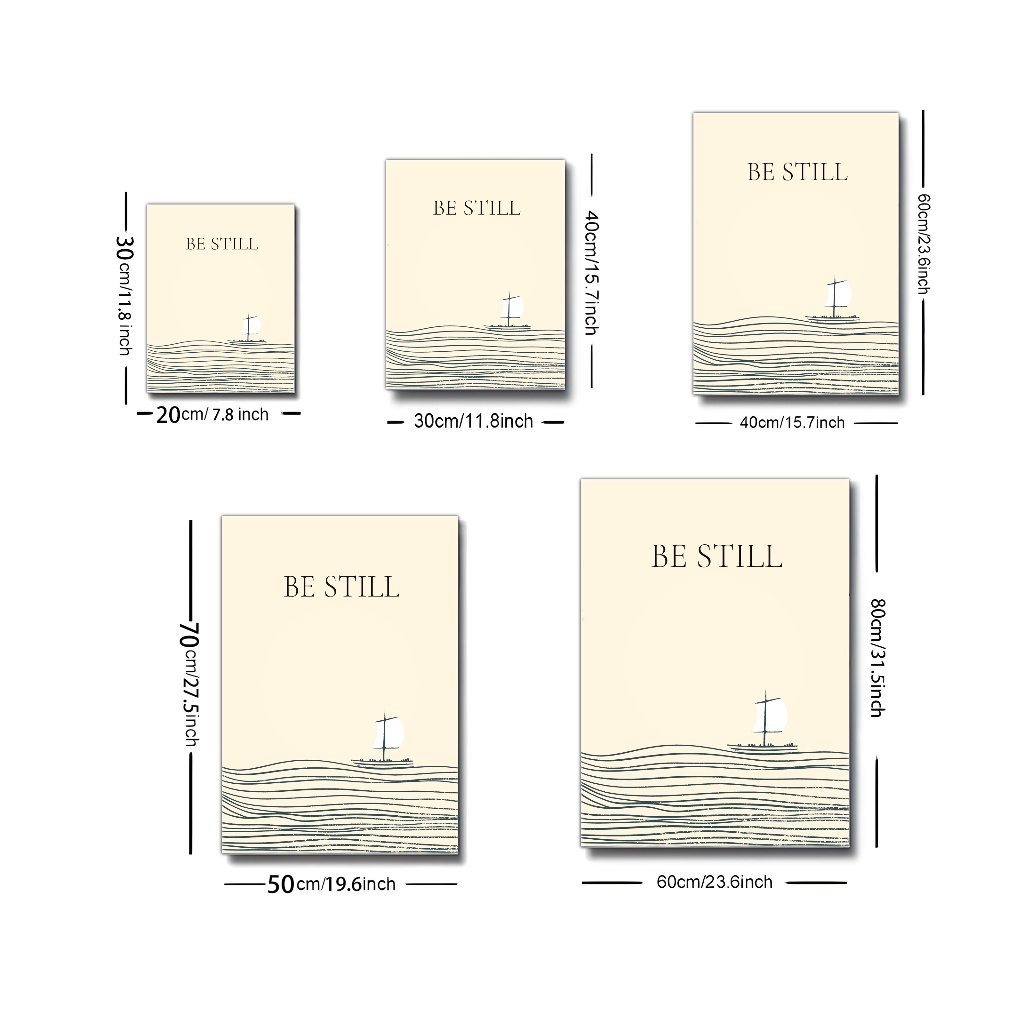 BE STILL
30cm/11.8 inch
20cm/ 7.8 inch
BE STILL
40cm/15.7inch
30cm/11.8inch
BE STILL
60cm/23.6inch
40cm/15.7inch
BE STILL
70cm/27.5inch
50cm/19.6inch
BE STILL
80cm/31.5inch
60cm/23.6inch